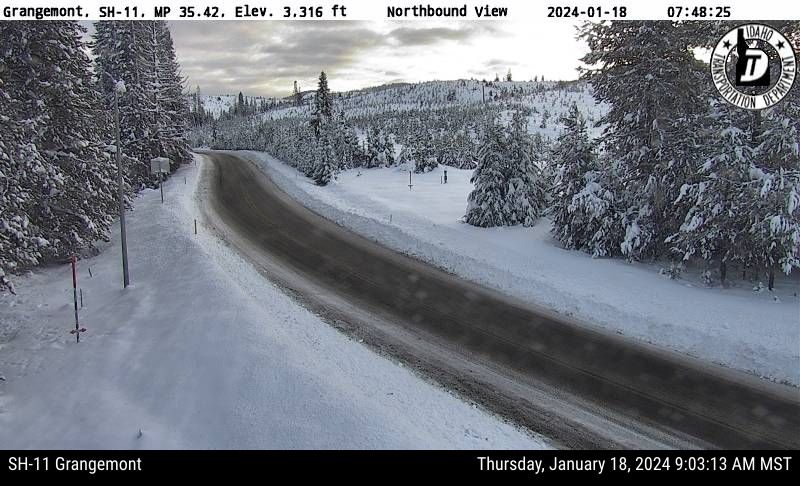 Grangemont, SH-11, MP 35.42, Elev. 3,316 ft Northbound View 2024-01-18 07:48:25
IDAHO
TRANSPORTATION DEPARTMENT
SH-11 Grangemont Thursday, January 18, 2024 9:03:13 AM MST